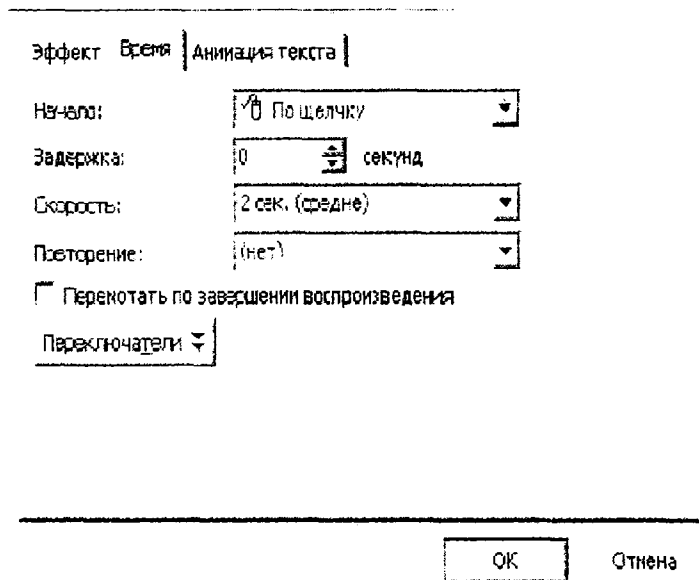 Эффект Время Анимация текста
Начало: По щелчку
Задержка: 0 секунд
Скорость: 2 сек. (средне)
Повторение: (нет)
Перемотать по завершении воспроизведения
Переключатели
ОК Отмена